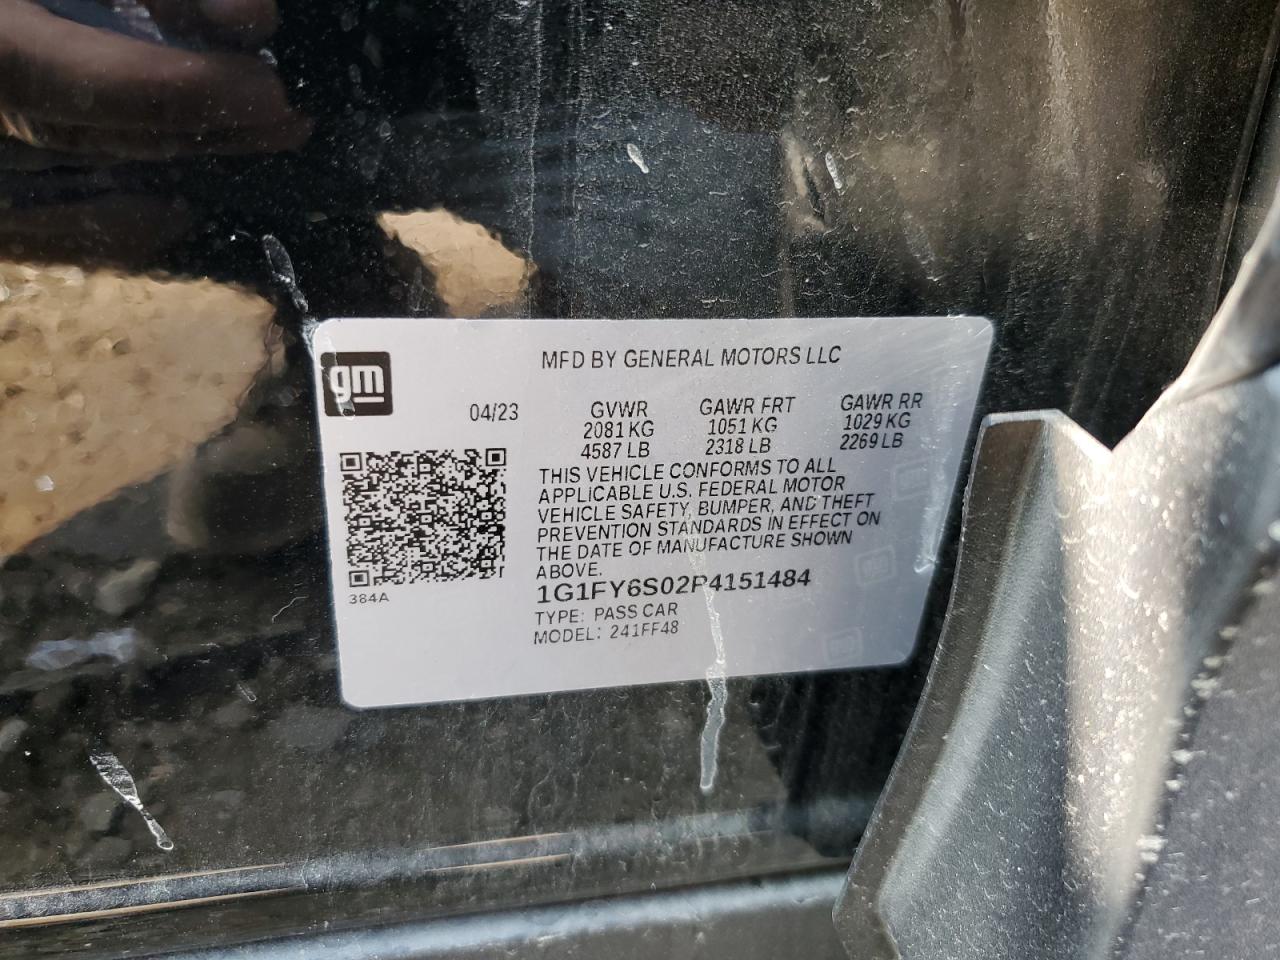 gm
MFD BY GENERAL MOTORS LLC
04/23 GVWR GAWR FRT GAWR RR
2081 KG 1051 KG 1029 KG
4587 LB 2318 LB 2269 LB
THIS VEHICLE CONFORMS TO ALL
APPLICABLE U.S. FEDERAL MOTOR
VEHICLE SAFETY, BUMPER, AND THEFT
PREVENTION STANDARDS IN EFFECT ON
THE DATE OF MANUFACTURE SHOWN
ABOVE.
384A
1G1FY6S02P4151484
TYPE: PASS CAR
MODEL: 241FF48